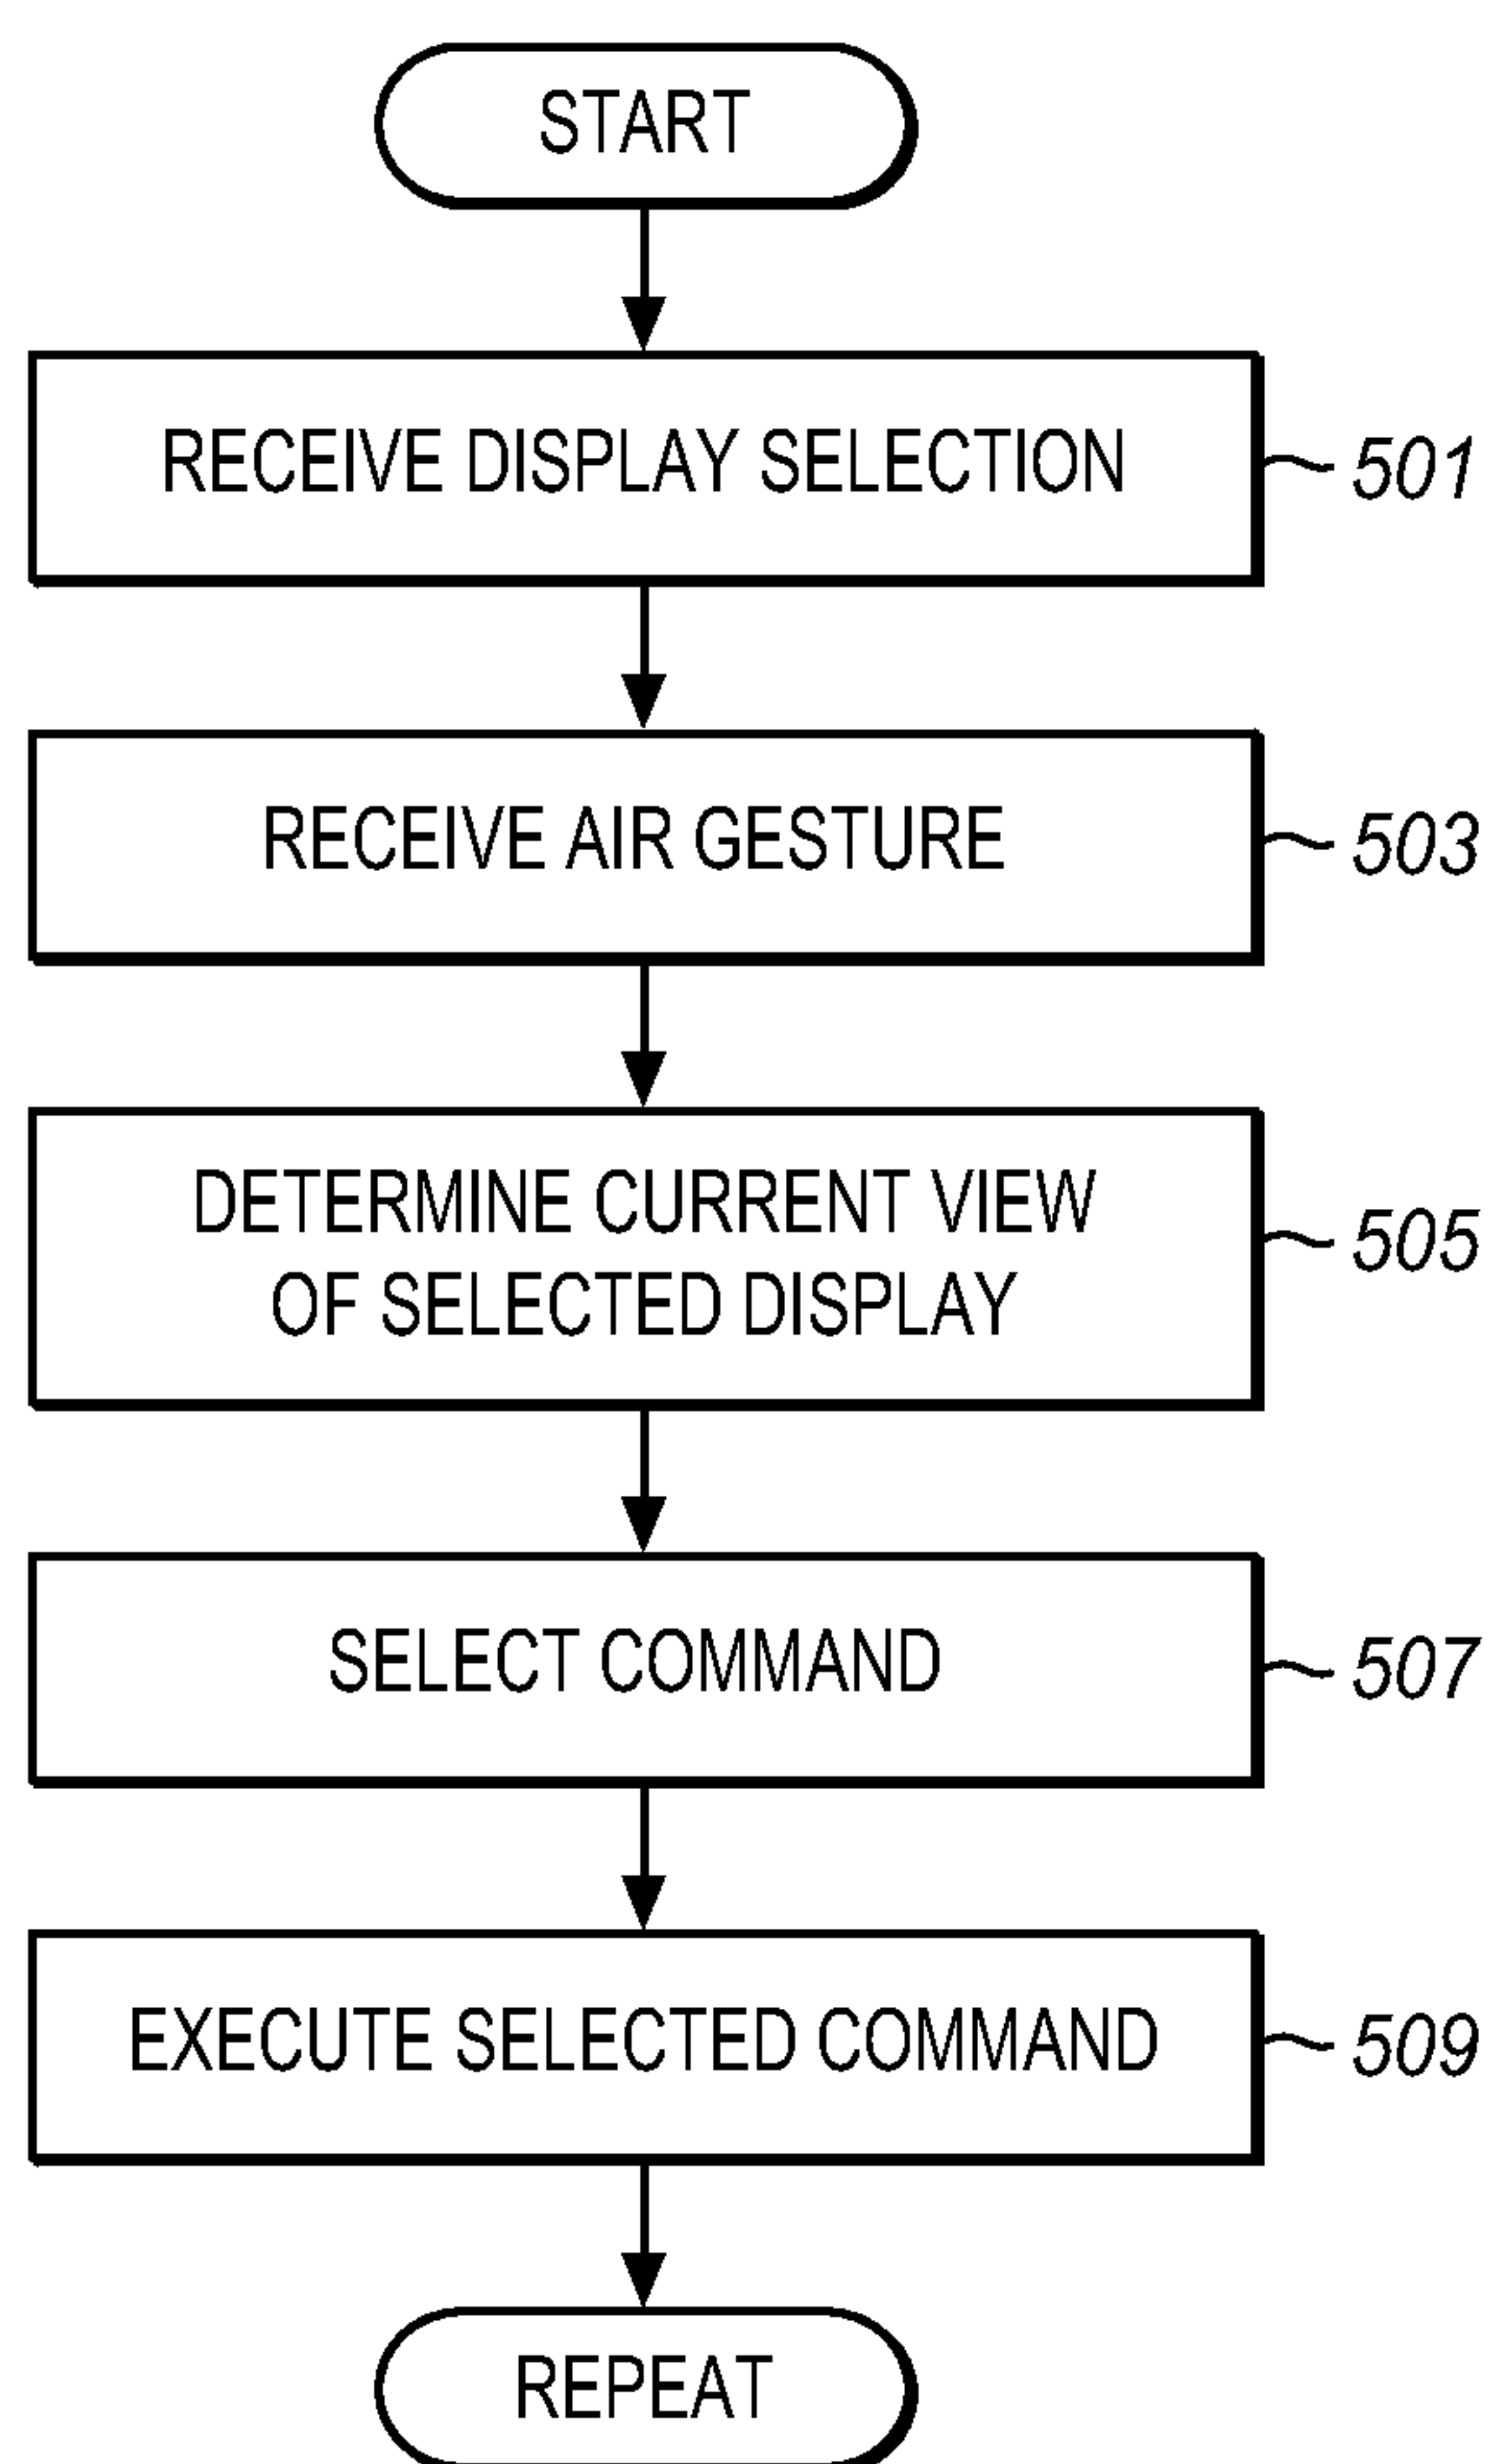 START
RECEIVE DISPLAY SELECTION
501
RECEIVE AIR GESTURE
503
DETERMINE CURRENT VIEW
OF SELECTED DISPLAY
505
SELECT COMMAND
507
EXECUTE SELECTED COMMAND
509
REPEAT